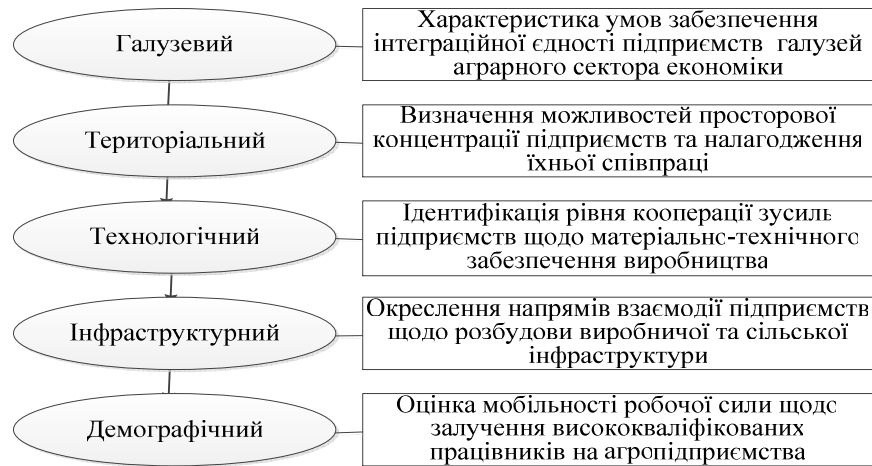 Галузевий
Характеристика умов забезпечення
інтеграційної єдності підприємств галузей
аграрного сектора економіки
Територіальний
Визначення можливостей просторової
концентрації підприємств та налагодження
їхньої співпраці
Технологічний
Ідентифікація рівня кооперації зусиль
підприємств щодо матеріально-технічного
забезпечення виробництва
Інфраструктурний
Окреслення напрямів взаємодії підприємств
щодо розбудови виробничої та сільської
інфраструктури
Демографічний
Оцінка мобільності робочої сили щодо
залучення висококваліфікованих
працівників на агропідприємства